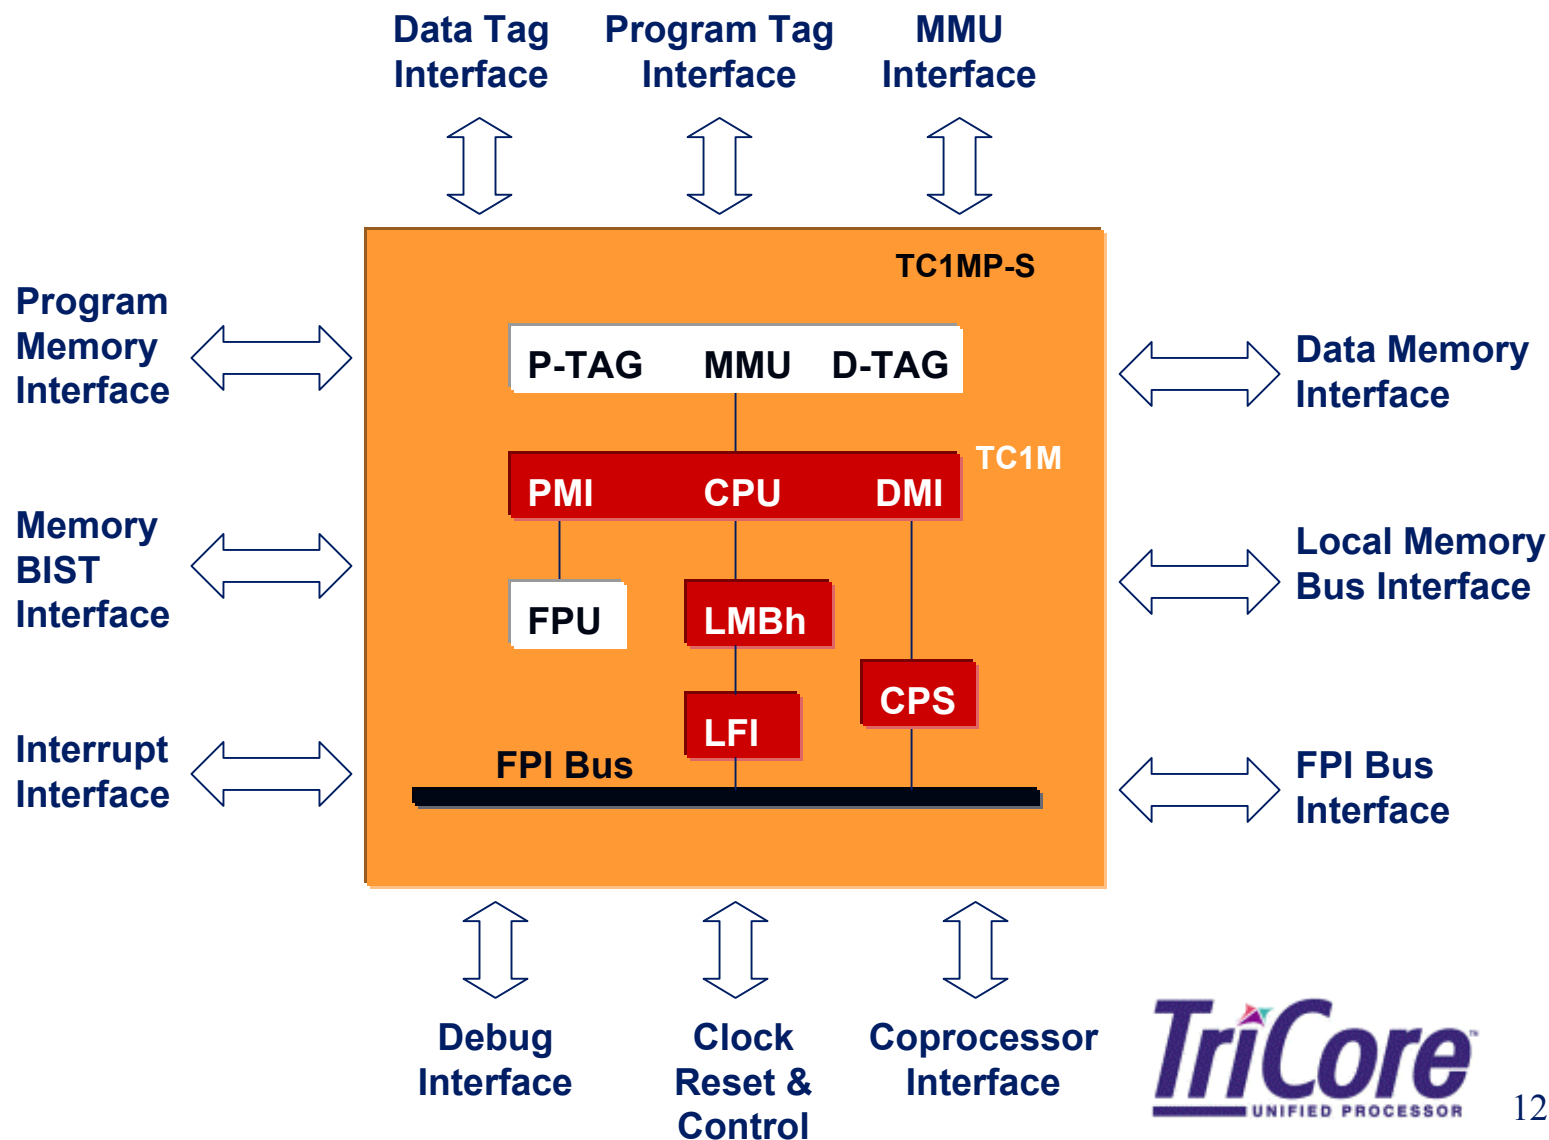 Data Tag
Interface
Program Tag
Interface
MMU
Interface
TC1MP-S
Program
Memory
Interface
P-TAG MMU D-TAG
Data Memory
Interface
TC1M
PMI CPU DMI
Memory
BIST
Interface
Local Memory
Bus Interface
FPU
LMBh
CPS
LFI
FPI Bus
Interrupt
Interface
FPI Bus
Interface
Debug
Interface
Clock
Reset &
Control
Coprocessor
Interface
TriCore™
UNIFIED PROCESSOR
12